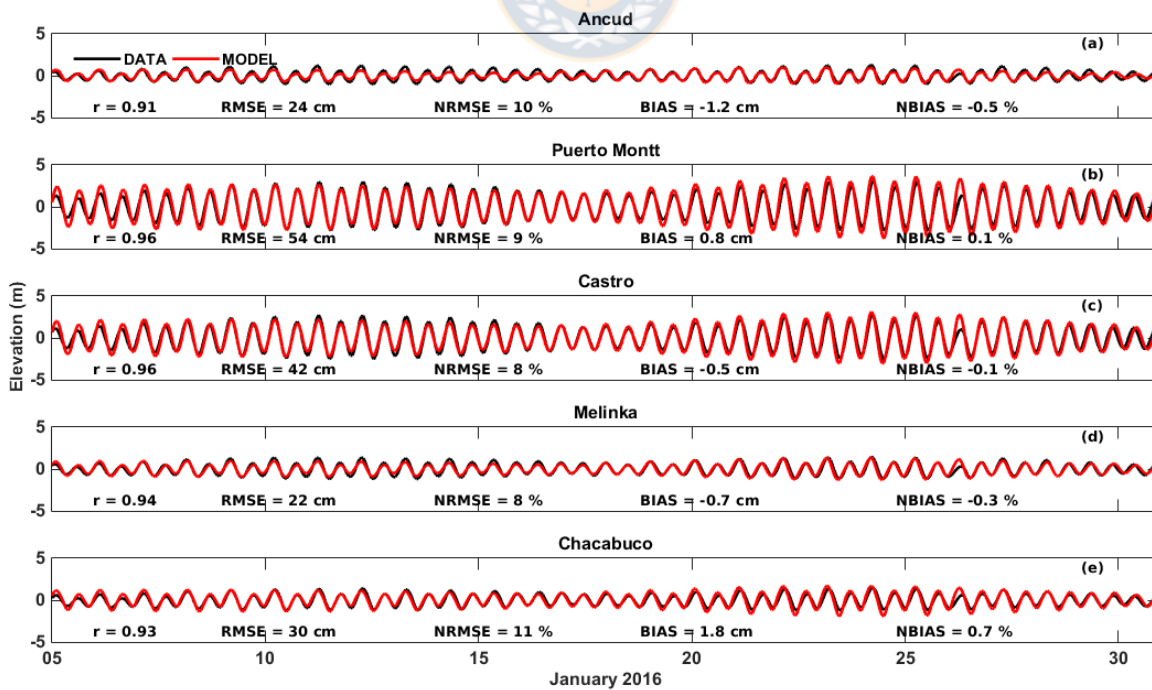 Ancud
5
0
-5
(a)
DATA MODEL
r = 0.91 RMSE = 24 cm NRMSE = 10 % BIAS = -1.2 cm NBIAS = -0.5 %
Puerto Montt
5
0
-5
(b)
r = 0.96 RMSE = 54 cm NRMSE = 9 % BIAS = 0.8 cm NBIAS = 0.1 %
Castro
5
0
-5
(c)
r = 0.96 RMSE = 42 cm NRMSE = 8 % BIAS = -0.5 cm NBIAS = -0.1 %
Elevation (m)
Melinka
5
0
-5
(d)
r = 0.94 RMSE = 22 cm NRMSE = 8 % BIAS = -0.7 cm NBIAS = -0.3 %
Chacabuco
5
0
-5
(e)
r = 0.93 RMSE = 30 cm NRMSE = 11 % BIAS = 1.8 cm NBIAS = 0.7 %
05 10 15 20 25 30
January 2016